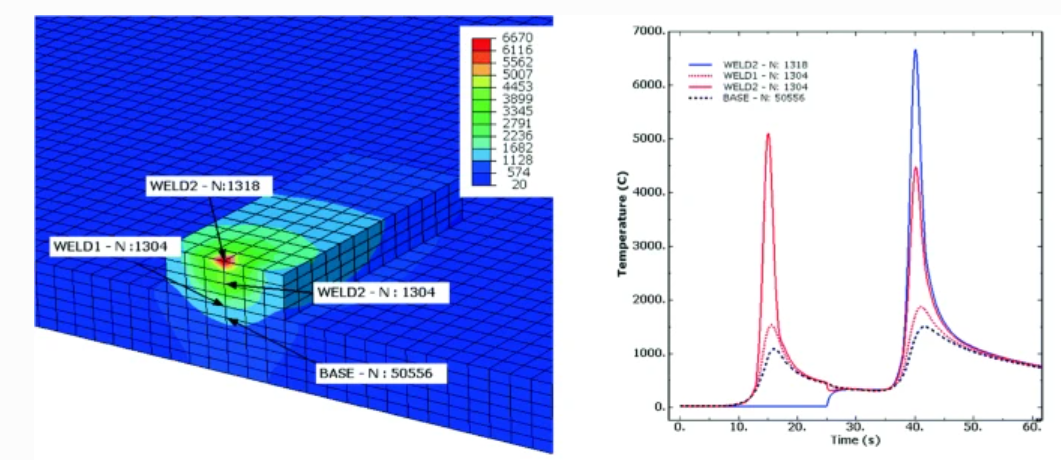 6670
6116
5562
5007
4453
3899
3345
2791
2236
1682
1128
574
20
WELD2 - N:1318
WELD1 - N :1304
WELD2 - N : 1304
BASE - N : 50556
7000.
6000.
5000.
4000.
3000.
2000.
1000.
0.
Temperature (C)
WELD2 - N: 1318
WELD1 - N: 1304
WELD2 - N: 1304
BASE - N: 50556
0. 10. 20. 30. 40. 50. 60.
Time (s)